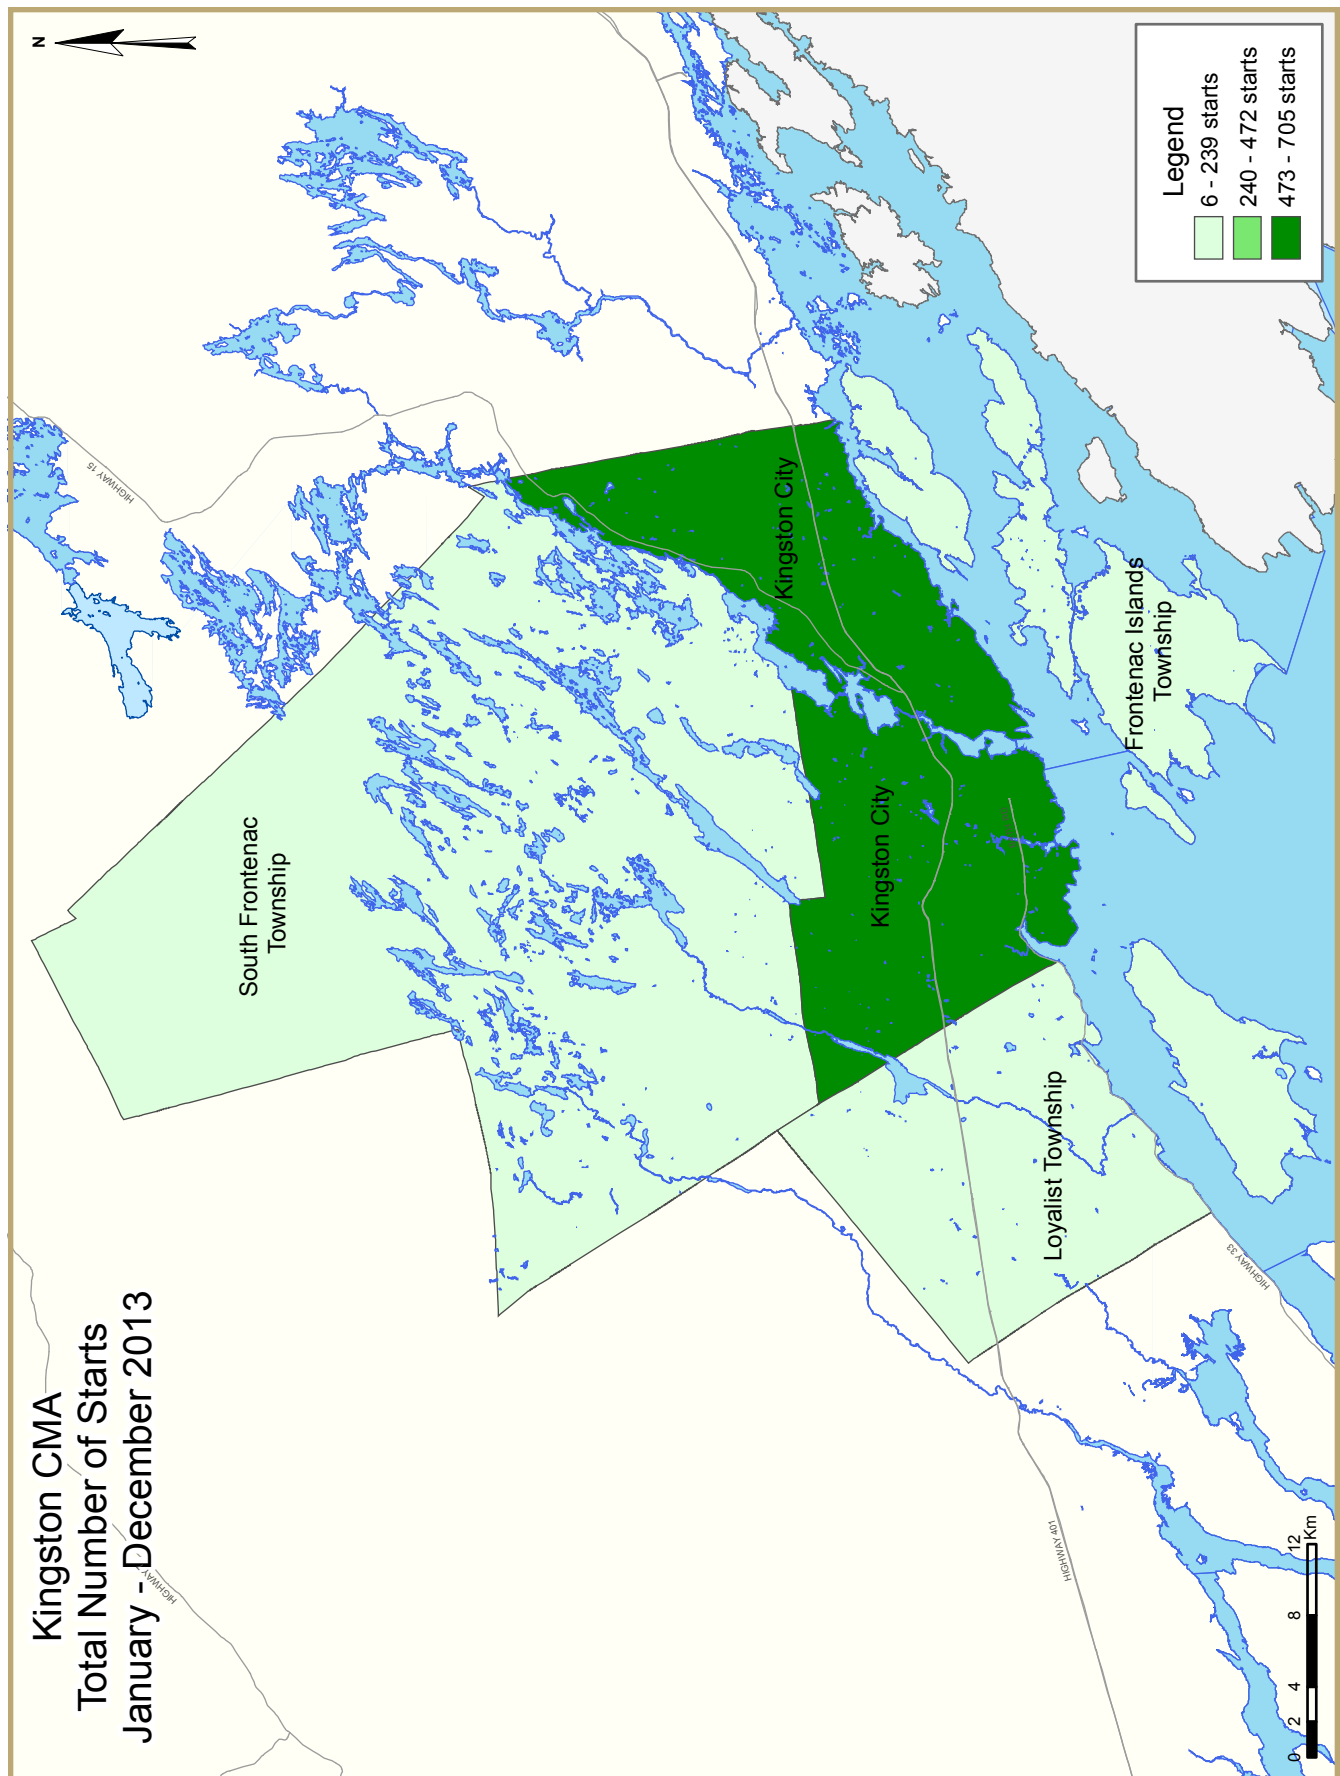 Kingston CMA
Total Number of Starts
January - December 2013
N
HIGHWAY 15
HIGHWAY
South Frontenac
Township
Kingston City
Kingston City
Loyalist Township
Frontenac Islands
Township
HIGHWAY 401
HIGHWAY 33
Legend
6 - 239 starts
240 - 472 starts
473 - 705 starts
0 2 4 8 12
Km